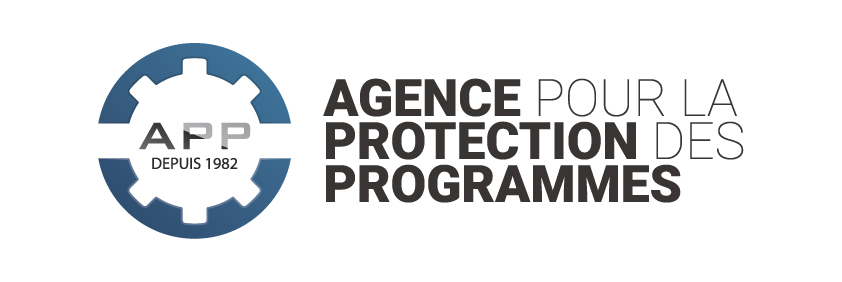 APP
DEPUIS 1982
AGENCE POUR LA
PROTECTION DES
PROGRAMMES